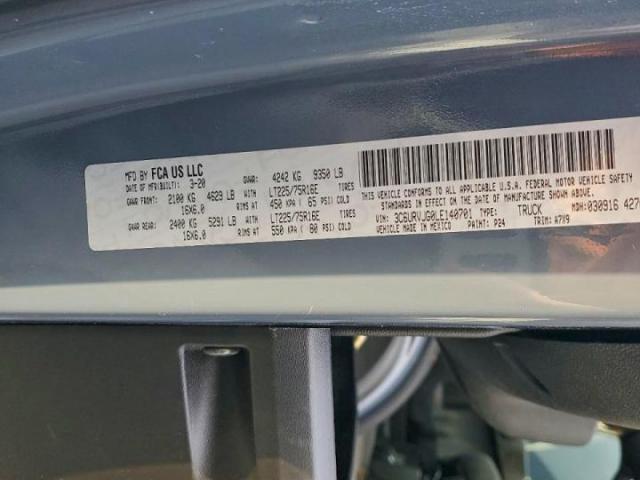 MFD BY FCA US LLC
DATE OF MFR(BUILT): 3-20 GVWR: 4242 KG 9350 LB
GAWR FRONT: 2100 KG 4629 LB WITH LT225/75R16E TIRES
16X6.0 RIMS AT 450 KPA ( 65 PSI) COLD
GAWR REAR: 2400 KG 5291 LB WITH LT225/75R16E TIRES
16X6.0 RIMS AT 550 KPA ( 80 PSI) COLD
THIS VEHICLE CONFORMS TO ALL APPLICABLE U.S.A. FEDERAL MOTOR VEHICLE SAFETY
STANDARDS IN EFFECT ON THE DATE OF MANUFACTURE SHOWN ABOVE.
VIN: 3C6URVJG0LE140701 TYPE: TRUCK
VEHICLE MADE IN MEXICO PAINT: P24 TRIM: A7X9
MDH: 030916